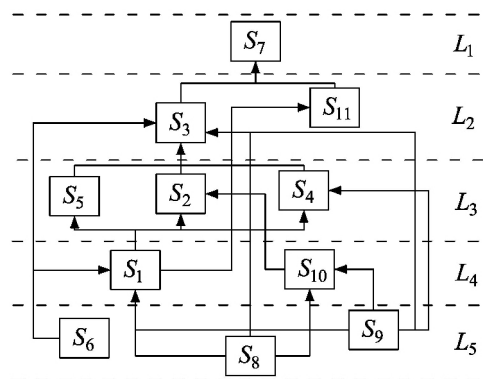 S₇ L₁
S₃ S₁₁ L₂
S₅ S₂ S₄ L₃
S₁ S₁₀ L₄
S₆ S₈ S₉ L₅